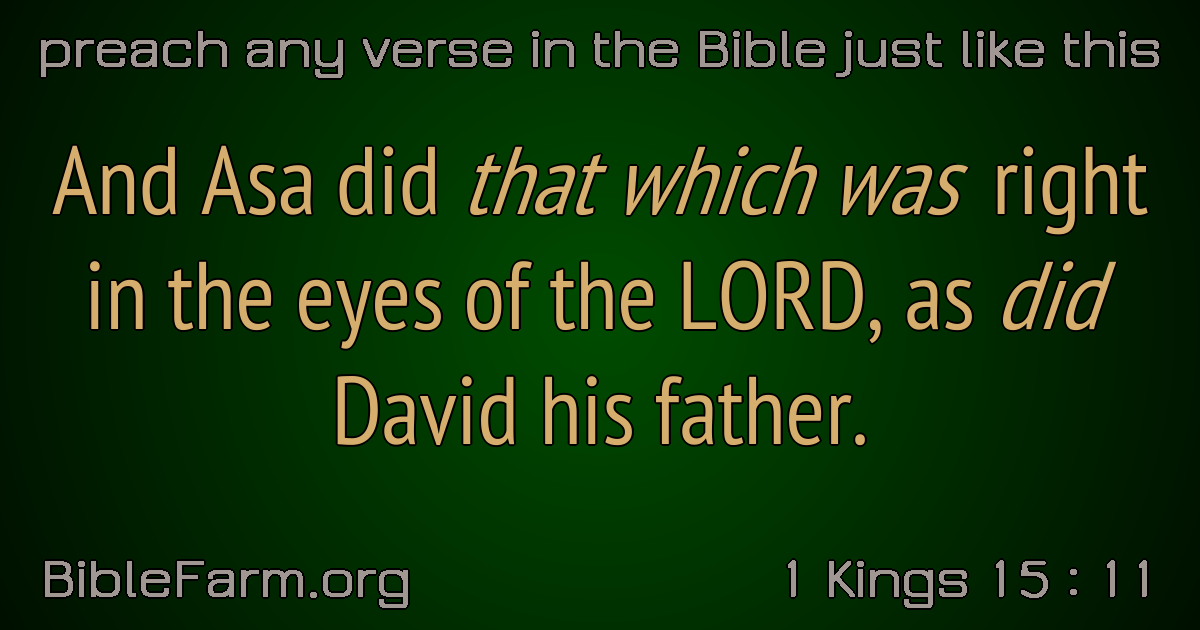 preach any verse in the Bible just like this
And Asa did that which was right
in the eyes of the LORD, as did
David his father.
BibleFarm.org
1 Kings 15 : 11